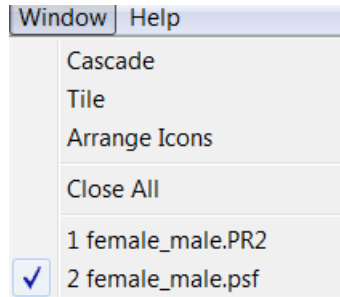 Window Help
Cascade
Tile
Arrange Icons
Close All
1 female_male.PR2
2 female_male.psf